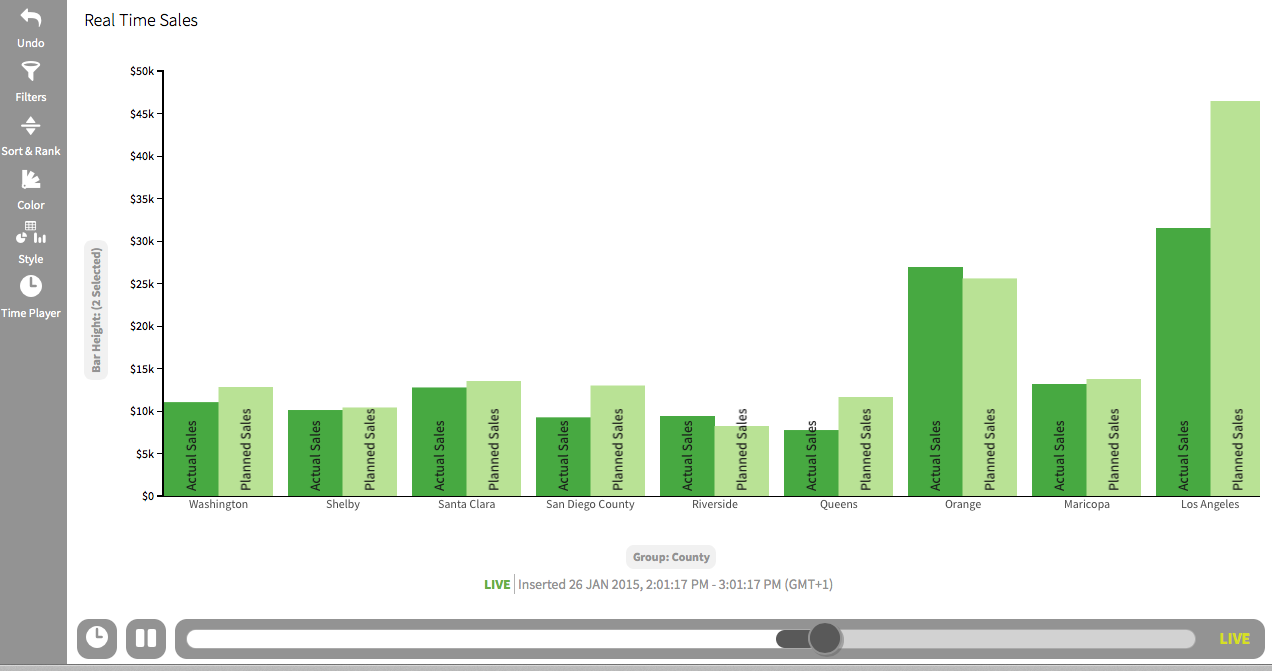 Real Time Sales
Undo
Filters
Sort & Rank
Color
Style
Time Player
Bar Height: (2 Selected)
$50k
$45k
$40k
$35k
$30k
$25k
$20k
$15k
$10k
$5k
$0
Actual Sales
Planned Sales
Actual Sales
Planned Sales
Actual Sales
Planned Sales
Actual Sales
Planned Sales
Actual Sales
Planned Sales
Actual Sales
Planned Sales
Actual Sales
Planned Sales
Actual Sales
Planned Sales
Actual Sales
Planned Sales
Washington Shelby Santa Clara San Diego County Riverside Queens Orange Maricopa Los Angeles
Group: County
LIVE Inserted 26 JAN 2015, 2:01:17 PM - 3:01:17 PM (GMT+1)
LIVE